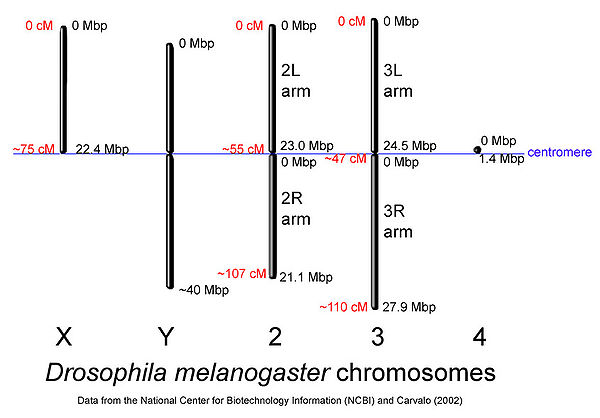 0 cM 0 Mbp
0 cM 0 Mbp
0 cM 0 Mbp
0 Mbp
2L
arm
3L
arm
~75 cM 22.4 Mbp
~55 cM 23.0 Mbp
24.5 Mbp
0 Mbp
1.4 Mbp
centromere
0 Mbp
~47 cM 0 Mbp
2R
arm
3R
arm
~107 cM 21.1 Mbp
~40 Mbp
~110 cM 27.9 Mbp
X Y 2 3 4
Drosophila melanogaster chromosomes
Data from the National Center for Biotechnology Information (NCBI) and Carvalo (2002)